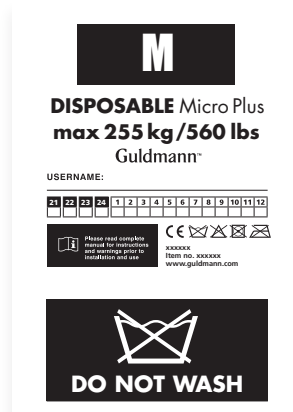 M
DISPOSABLE Micro Plus
max 255 kg/560 lbs
Guldmann™
USERNAME:
21 22 23 24 1 2 3 4 5 6 7 8 9 10 11 12
Please read complete
manual for instructions
and warnings prior to
installation and use
CE
xxxxxx
Item no. xxxxxx
www.guldmann.com
DO NOT WASH